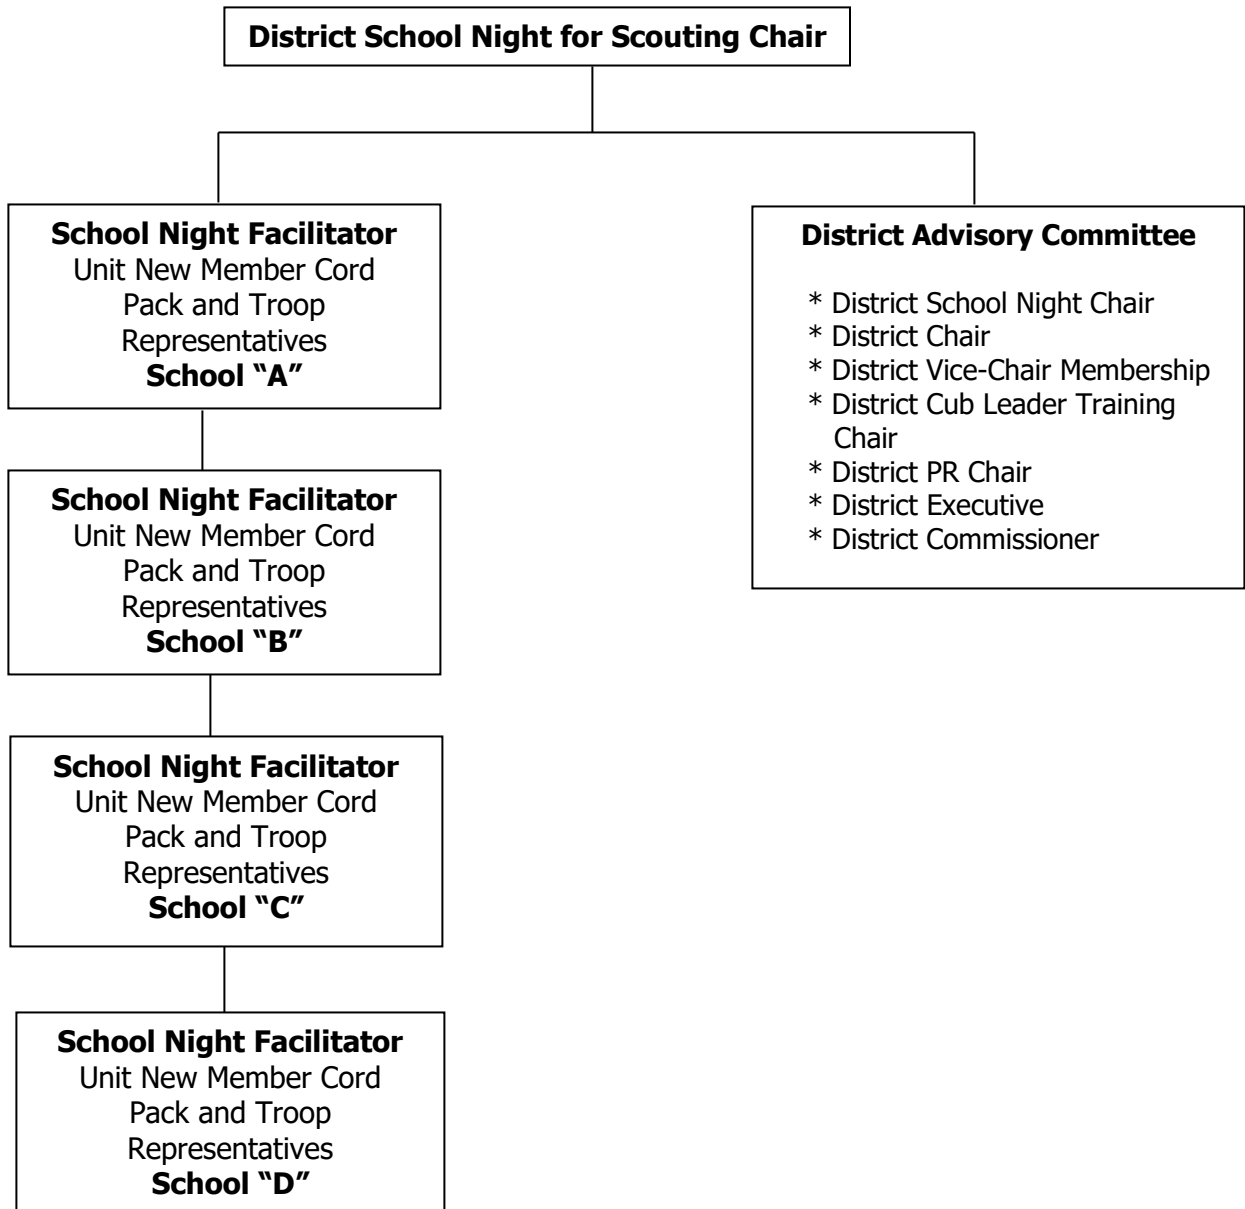 District School Night for Scouting Chair
School Night Facilitator
Unit New Member Cord
Pack and Troop
Representatives
School “A”
School Night Facilitator
Unit New Member Cord
Pack and Troop
Representatives
School “B”
School Night Facilitator
Unit New Member Cord
Pack and Troop
Representatives
School “C”
School Night Facilitator
Unit New Member Cord
Pack and Troop
Representatives
School “D”
District Advisory Committee
* District School Night Chair
* District Chair
* District Vice-Chair Membership
* District Cub Leader Training
Chair
* District PR Chair
* District Executive
* District Commissioner